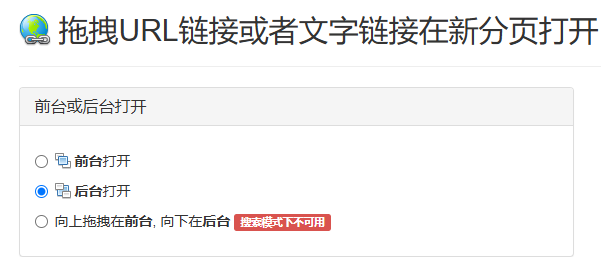 拖拽URL链接或者文字链接在新分页打开
前台或后台打开
前台打开
后台打开
向上拖拽在前台, 向下在后台 搜索模式下不可用